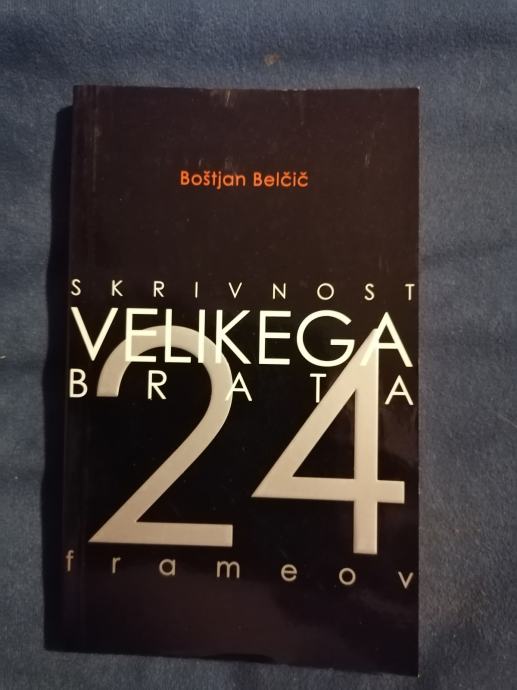 Boštjan Belčič
SKRIVNOST
VELIKEGA
BRATA
24
frameov